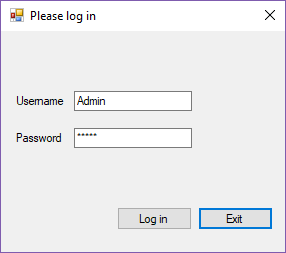 Please log in
Username Admin
Password *****
Log in Exit